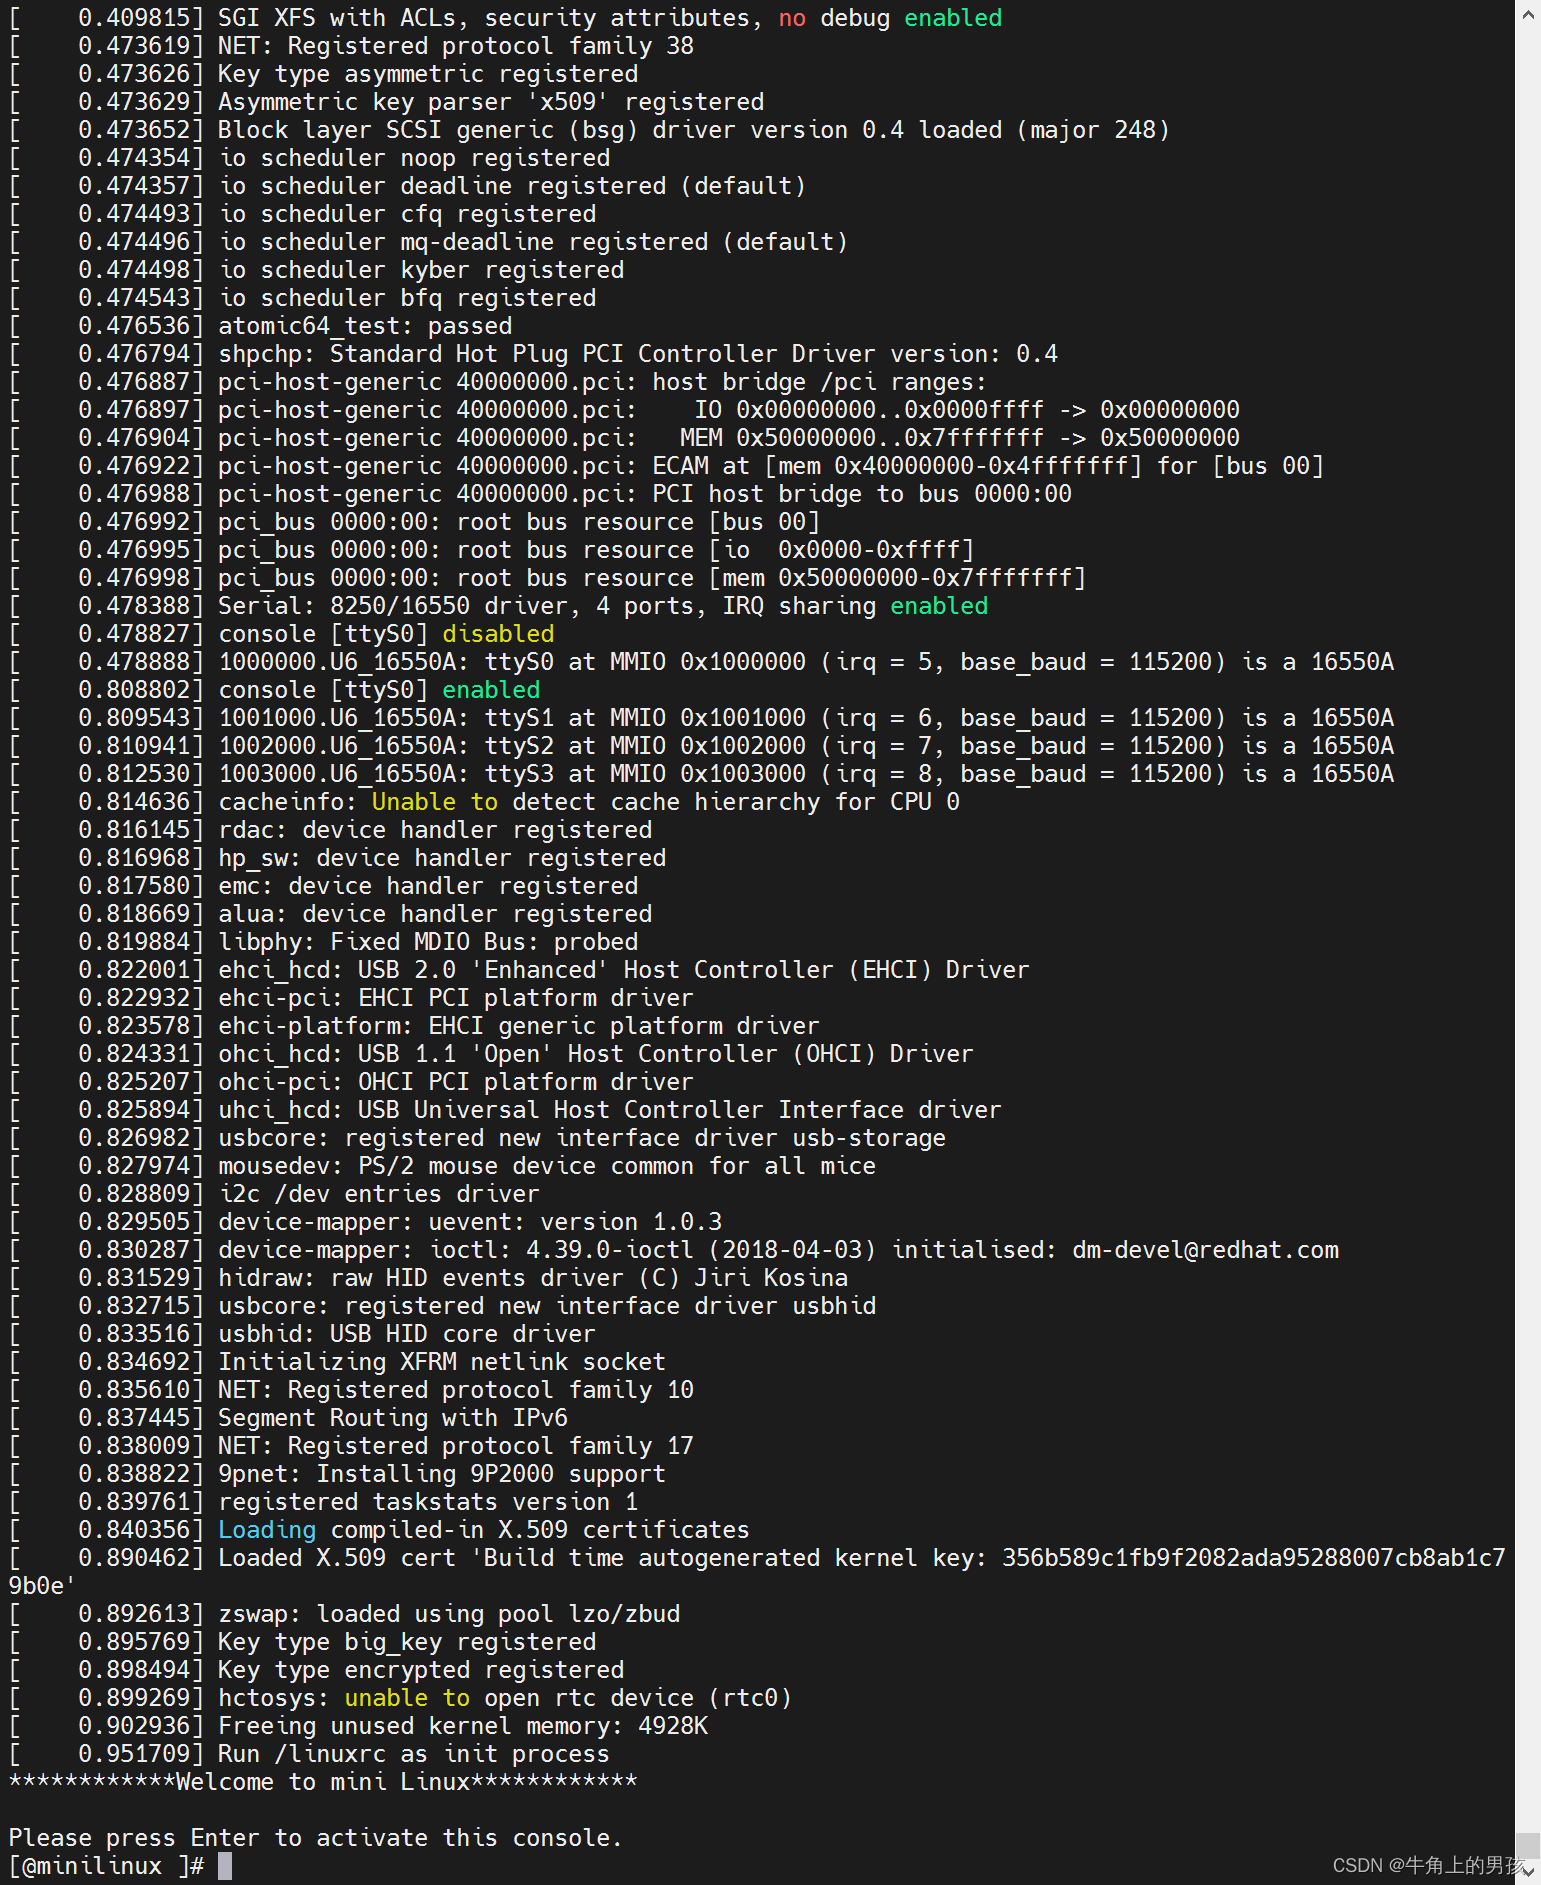 [    0.409815] SGI XFS with ACLs, security attributes, no debug enabled
[    0.473619] NET: Registered protocol family 38
[    0.473626] Key type asymmetric registered
[    0.473629] Asymmetric key parser 'x509' registered
[    0.473652] Block layer SCSI generic (bsg) driver version 0.4 loaded (major 248)
[    0.474354] io scheduler noop registered
[    0.474357] io scheduler deadline registered (default)
[    0.474493] io scheduler cfq registered
[    0.474496] io scheduler mq-deadline registered (default)
[    0.474498] io scheduler kyber registered
[    0.474543] io scheduler bfq registered
[    0.476536] atomic64_test: passed
[    0.476794] shpchp: Standard Hot Plug PCI Controller Driver version: 0.4
[    0.476887] pci-host-generic 40000000.pci: host bridge /pci ranges:
[    0.476897] pci-host-generic 40000000.pci:    IO 0x00000000..0x0000ffff -> 0x00000000
[    0.476904] pci-host-generic 40000000.pci:   MEM 0x50000000..0x7fffffff -> 0x50000000
[    0.476922] pci-host-generic 40000000.pci: ECAM at [mem 0x40000000-0x4fffffff] for [bus 00]
[    0.476988] pci-host-generic 40000000.pci: PCI host bridge to bus 0000:00
[    0.476992] pci_bus 0000:00: root bus resource [bus 00]
[    0.476995] pci_bus 0000:00: root bus resource [io  0x0000-0xffff]
[    0.476998] pci_bus 0000:00: root bus resource [mem 0x50000000-0x7fffffff]
[    0.478388] Serial: 8250/16550 driver, 4 ports, IRQ sharing enabled
[    0.478827] console [ttyS0] disabled
[    0.478888] 1000000.U6_16550A: ttyS0 at MMIO 0x1000000 (irq = 5, base_baud = 115200) is a 16550A
[    0.808802] console [ttyS0] enabled
[    0.809543] 1001000.U6_16550A: ttyS1 at MMIO 0x1001000 (irq = 6, base_baud = 115200) is a 16550A
[    0.810941] 1002000.U6_16550A: ttyS2 at MMIO 0x1002000 (irq = 7, base_baud = 115200) is a 16550A
[    0.812530] 1003000.U6_16550A: ttyS3 at MMIO 0x1003000 (irq = 8, base_baud = 115200) is a 16550A
[    0.814636] cacheinfo: Unable to detect cache hierarchy for CPU 0
[    0.816145] rdac: device handler registered
[    0.816968] hp_sw: device handler registered
[    0.817580] emc: device handler registered
[    0.818669] alua: device handler registered
[    0.819884] libphy: Fixed MDIO Bus: probed
[    0.822001] ehci_hcd: USB 2.0 'Enhanced' Host Controller (EHCI) Driver
[    0.822932] ehci-pci: EHCI PCI platform driver
[    0.823578] ehci-platform: EHCI generic platform driver
[    0.824331] ohci_hcd: USB 1.1 'Open' Host Controller (OHCI) Driver
[    0.825207] ohci-pci: OHCI PCI platform driver
[    0.825894] uhci_hcd: USB Universal Host Controller Interface driver
[    0.826982] usbcore: registered new interface driver usb-storage
[    0.827974] mousedev: PS/2 mouse device common for all mice
[    0.828809] i2c /dev entries driver
[    0.829505] device-mapper: uevent: version 1.0.3
[    0.830287] device-mapper: ioctl: 4.39.0-ioctl (2018-04-03) initialised: dm-devel@redhat.com
[    0.831529] hidraw: raw HID events driver (C) Jiri Kosina
[    0.832715] usbcore: registered new interface driver usbhid
[    0.833516] usbhid: USB HID core driver
[    0.834692] Initializing XFRM netlink socket
[    0.835610] NET: Registered protocol family 10
[    0.837445] Segment Routing with IPv6
[    0.838009] NET: Registered protocol family 17
[    0.838822] 9pnet: Installing 9P2000 support
[    0.839761] registered taskstats version 1
[    0.840356] Loading compiled-in X.509 certificates
[    0.890462] Loaded X.509 cert 'Build time autogenerated kernel key: 356b589c1fb9f2082ada95288007cb8ab1c7
9b0e'
[    0.892613] zswap: loaded using pool lzo/zbud
[    0.895769] Key type big_key registered
[    0.898494] Key type encrypted registered
[    0.899269] hctosys: unable to open rtc device (rtc0)
[    0.902936] Freeing unused kernel memory: 4928K
[    0.951709] Run /linuxrc as init process
************Welcome to mini Linux************
Please press Enter to activate this console.
[@minilinux ]#
CSDN @牛角上的男孩